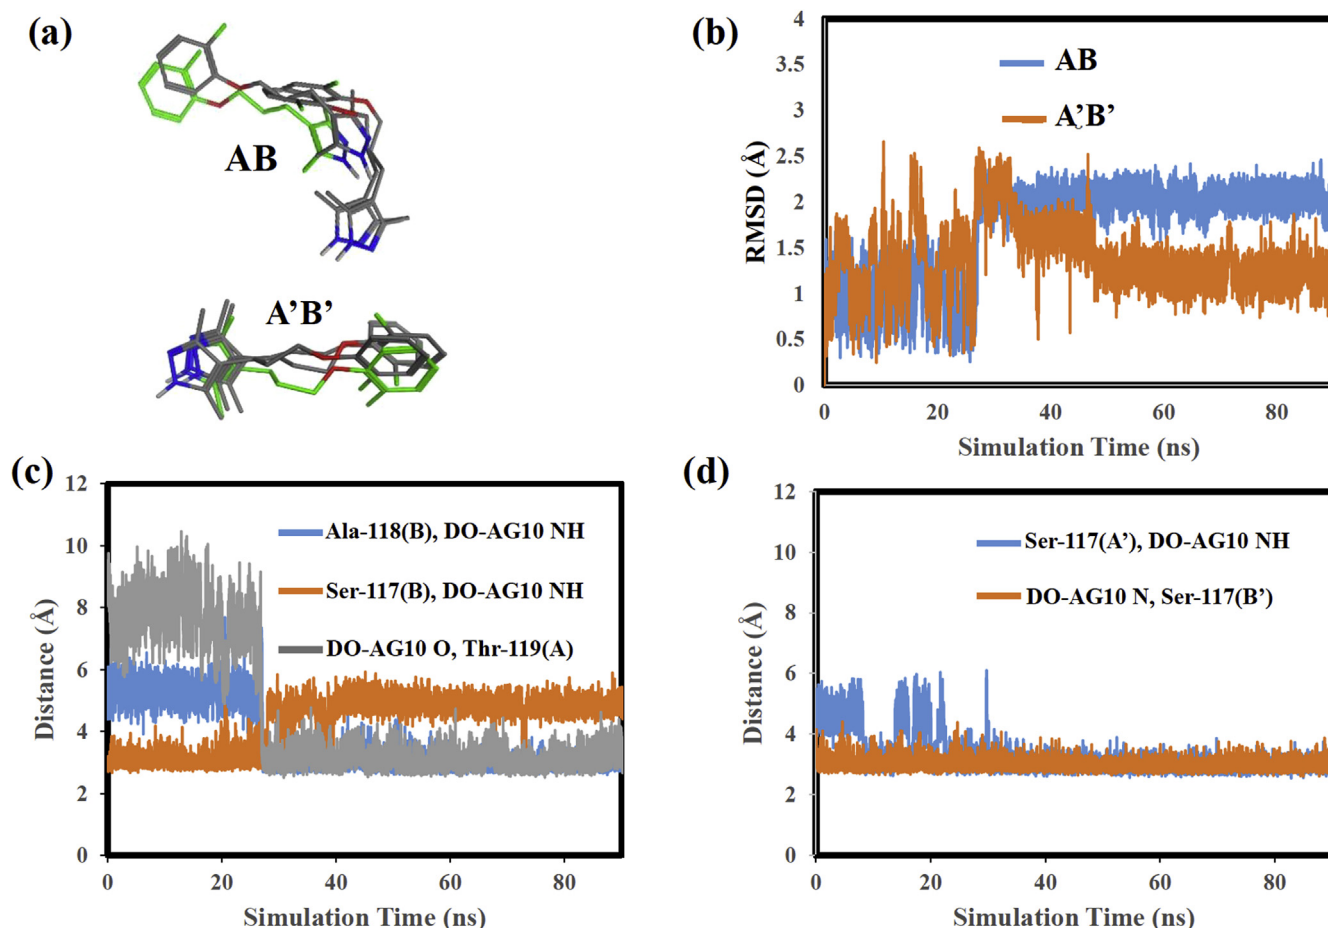 (a)
AB
A’B’
(b)
4
3.5
3
2.5
2
1.5
1
0.5
0
RMSD (Å)
AB
A’B’
0
20
40
60
80
Simulation Time (ns)
(c)
12
10
8
6
4
2
0
Distance (Å)
Ala-118(B), DO-AG10 NH
Ser-117(B), DO-AG10 NH
DO-AG10 O, Thr-119(A)
0
20
40
60
80
Simulation Time (ns)
(d)
12
10
8
6
4
2
0
Distance (Å)
Ser-117(A’), DO-AG10 NH
DO-AG10 N, Ser-117(B’)
0
20
40
60
80
Simulation Time (ns)